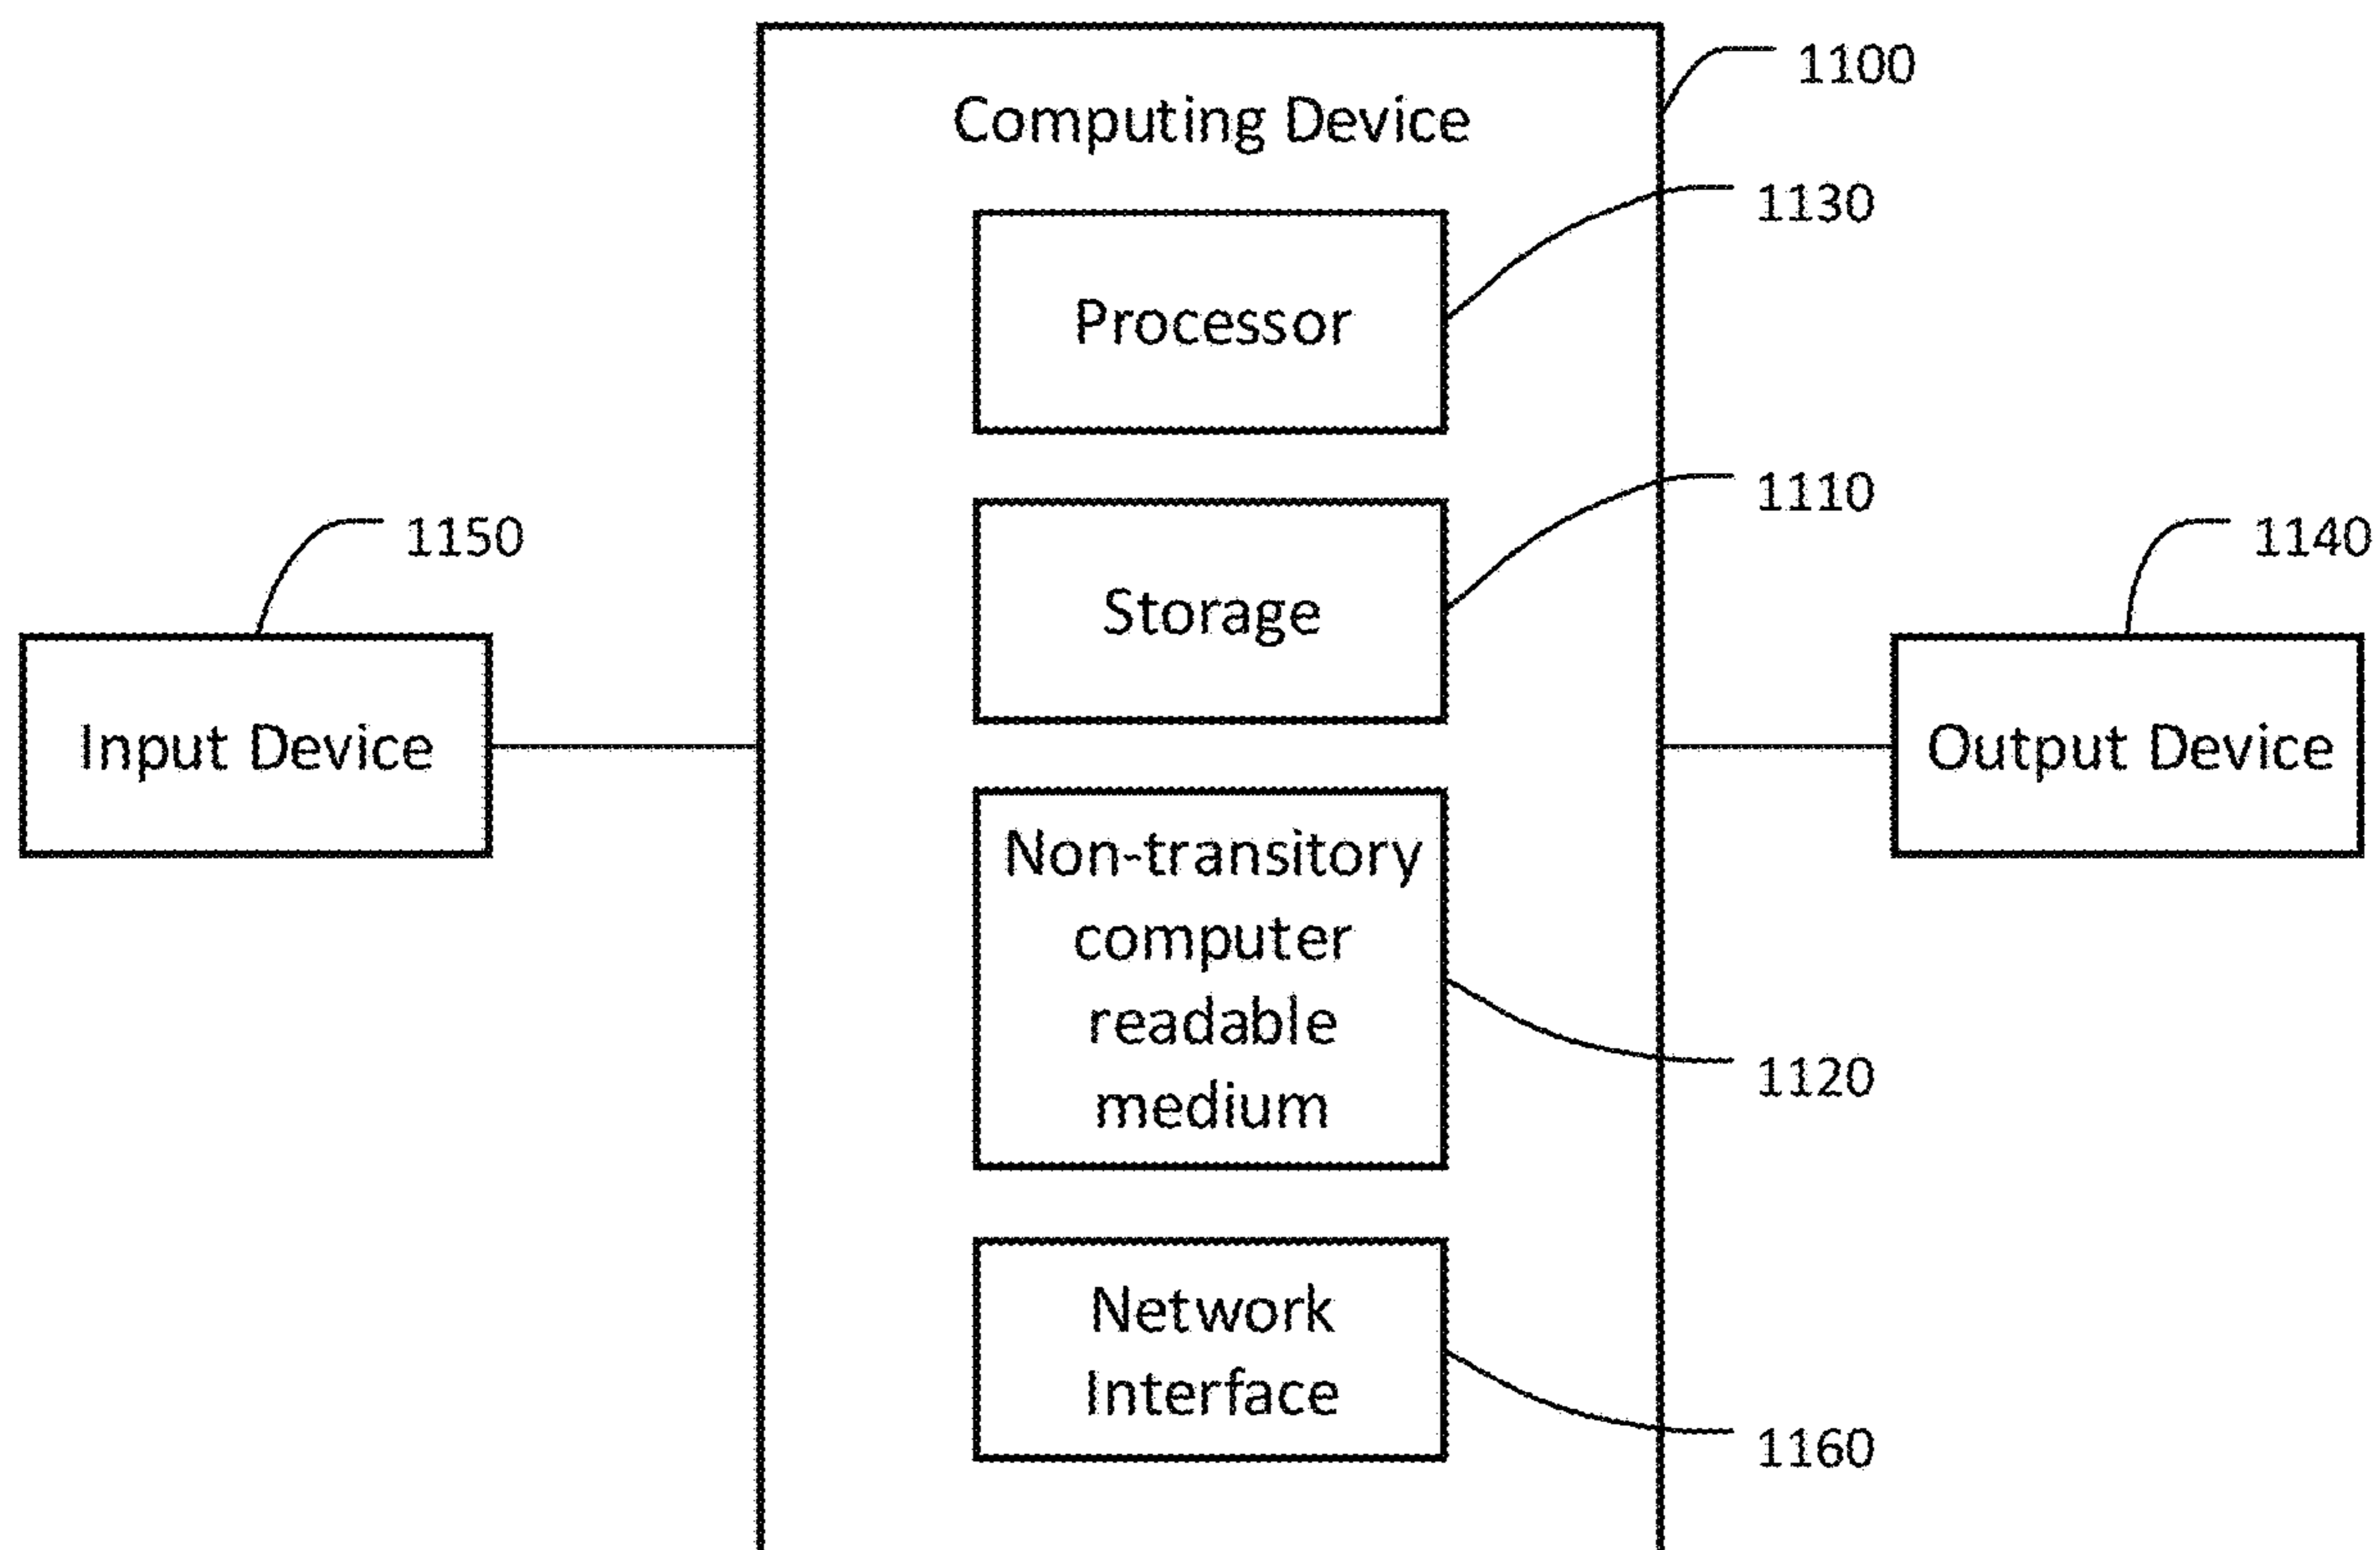 1100
Computing Device
1130
Processor
1110
Storage
1150
1140
Input Device
Output Device
Non-transitory
computer
readable
medium
1120
Network
Interface
1160